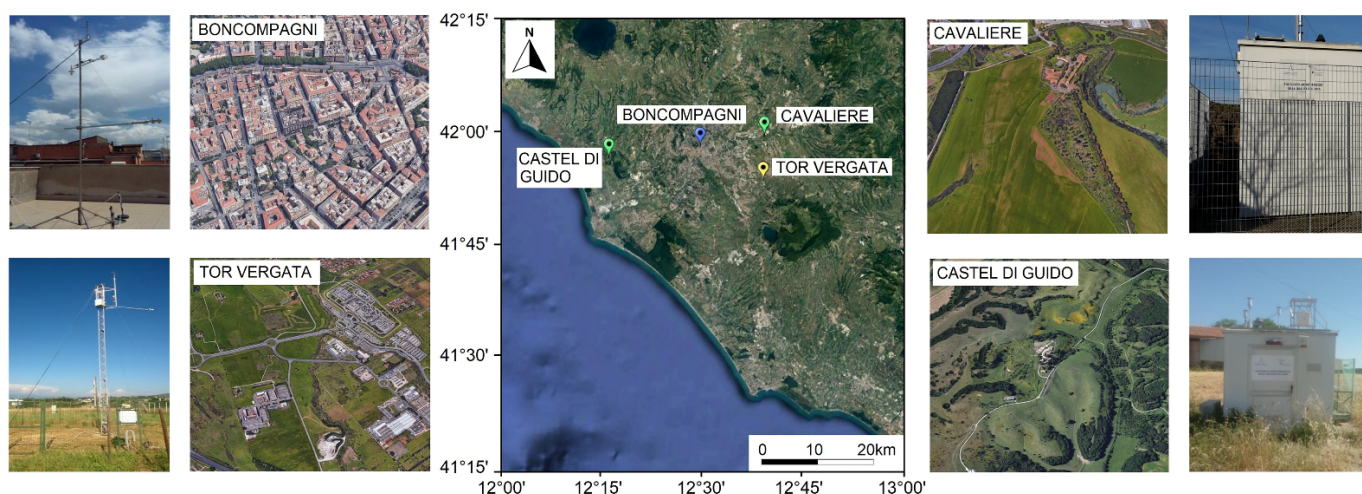 BONCOMPAGNI
TOR VERGATA
42°15'
42°00'
41°45'
41°30'
41°15'
N
BONCOMPAGNI
CAVALIERE
CASTEL DI
GUIDO
TOR VERGATA
0 10 20km
12°00' 12°15' 12°30' 12°45' 13°00'
CAVALIERE
CASTEL DI GUIDO